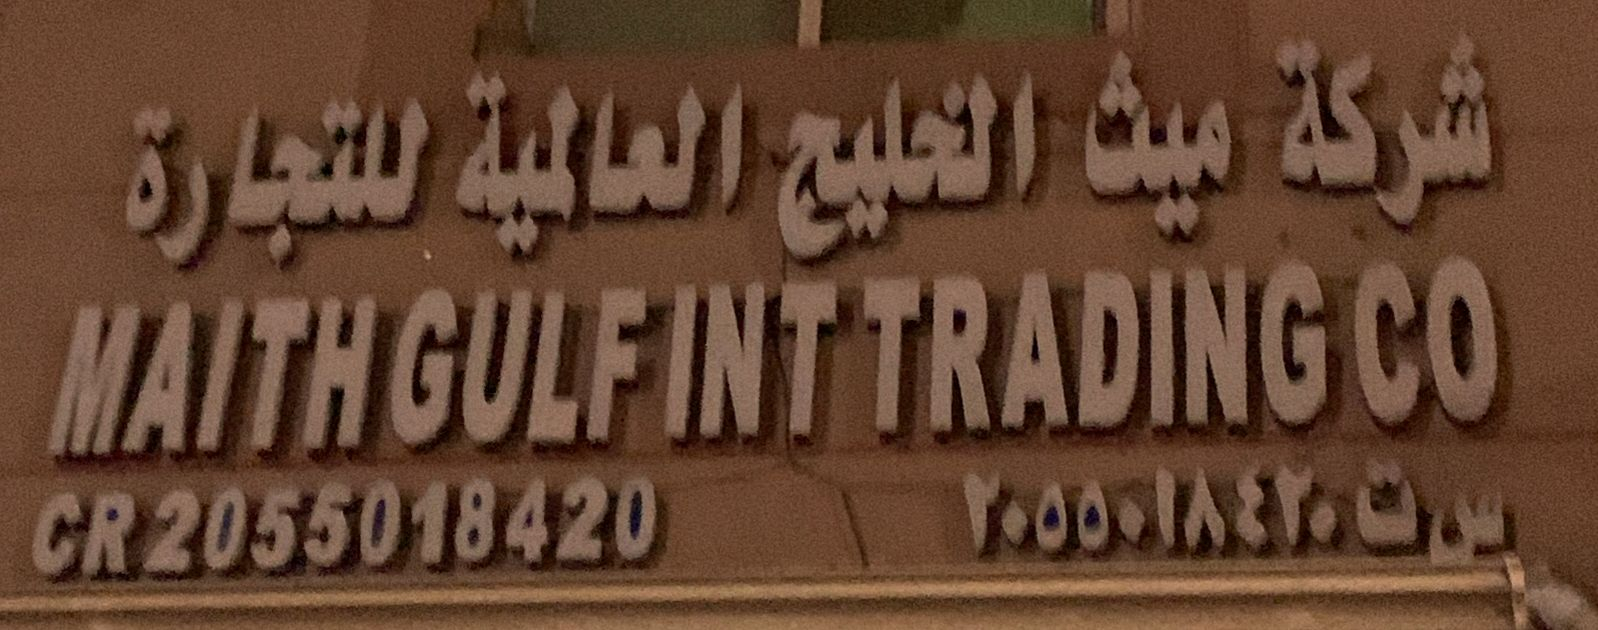 شركة ميث الخليج العالمية للتجارة
MAITH GULF INT TRADING CO
CR 2055018420 س ت ٢٠٥٥٠١٨٤٢٠